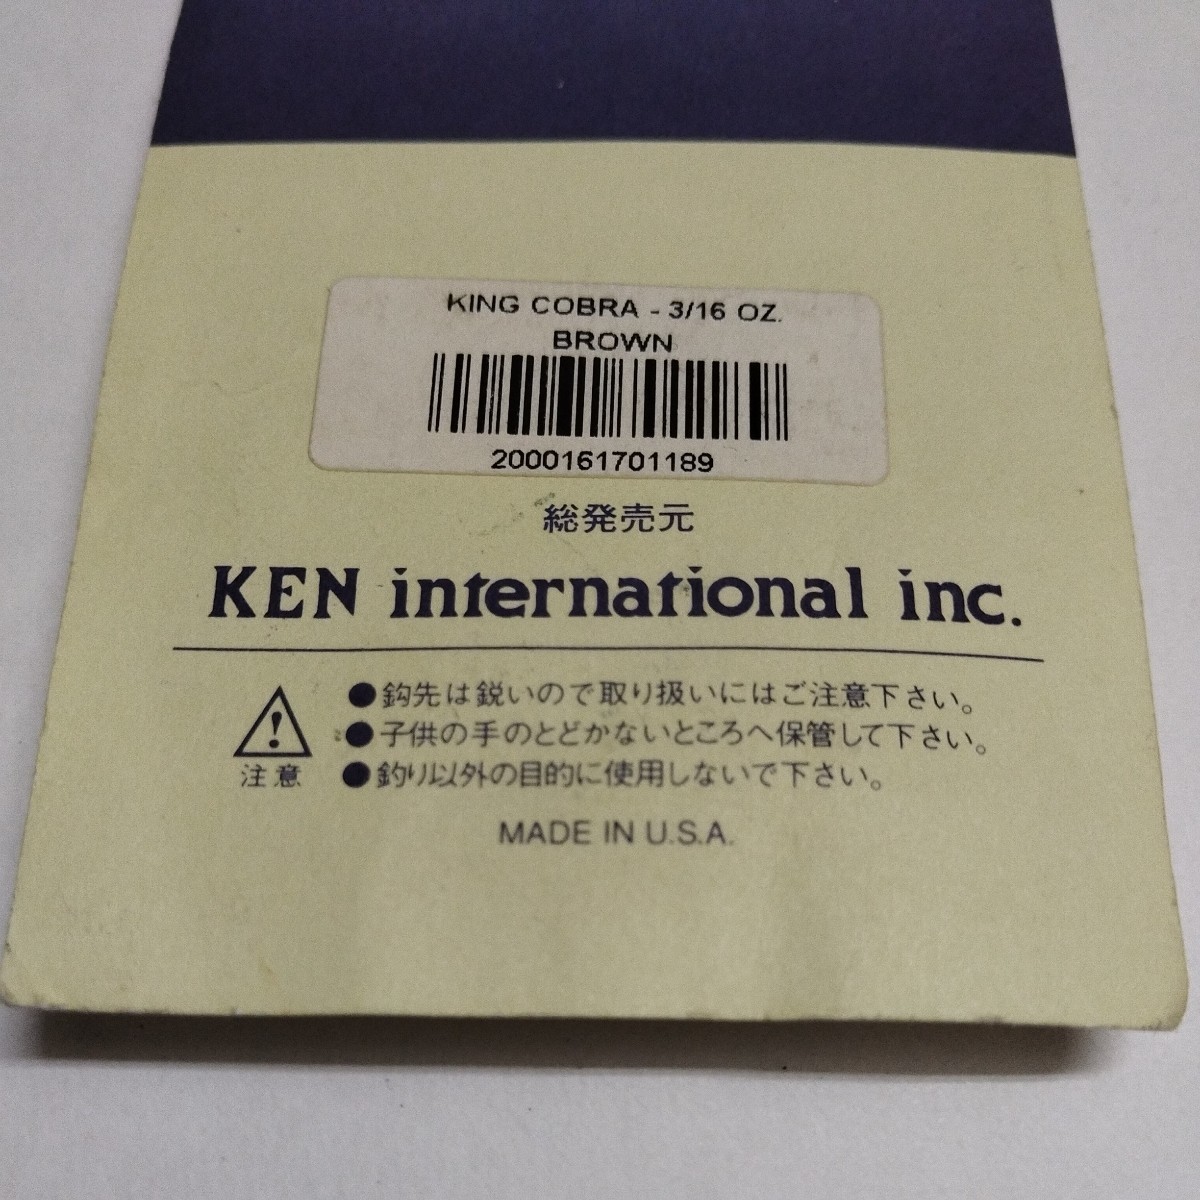 KING COBRA - 3/16 OZ.
BROWN
2000161701189
総発売元
KEN international inc.
●鈎先は鋭いので取り扱いにはご注意下さい。
●子供の手のとどかないところへ保管して下さい。
注意
●釣り以外の目的に使用しないで下さい。
MADE IN U.S.A.